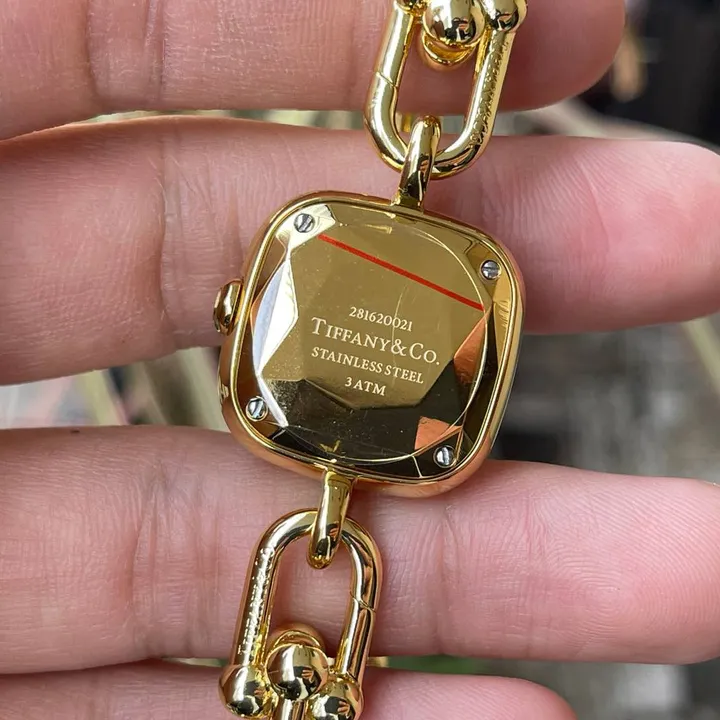 281620021
TIFFANY & CO.
STAINLESS STEEL
3 ATM